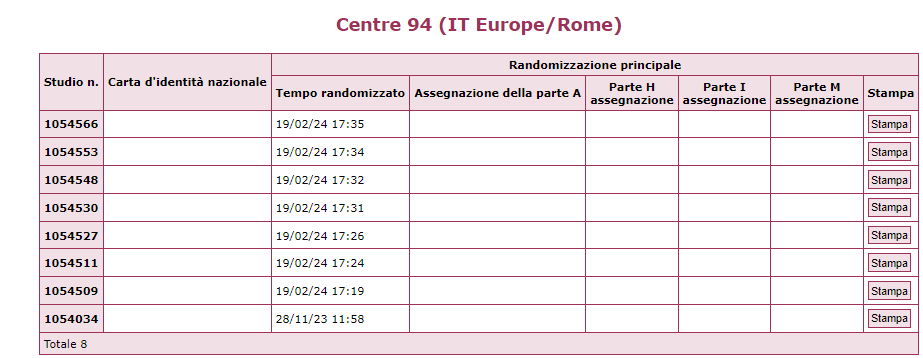 Centre 94 (IT Europe/Rome)
Studio n. Carta d'identità nazionale Randomizzazione principale
Tempo randomizzato Assegnazione della parte A Parte H assegnazione Parte I assegnazione Parte M assegnazione Stampa
1054566 19/02/24 17:35 Stampa
1054553 19/02/24 17:34 Stampa
1054548 19/02/24 17:32 Stampa
1054530 19/02/24 17:31 Stampa
1054527 19/02/24 17:26 Stampa
1054511 19/02/24 17:24 Stampa
1054509 19/02/24 17:19 Stampa
1054034 28/11/23 11:58 Stampa
Totale 8